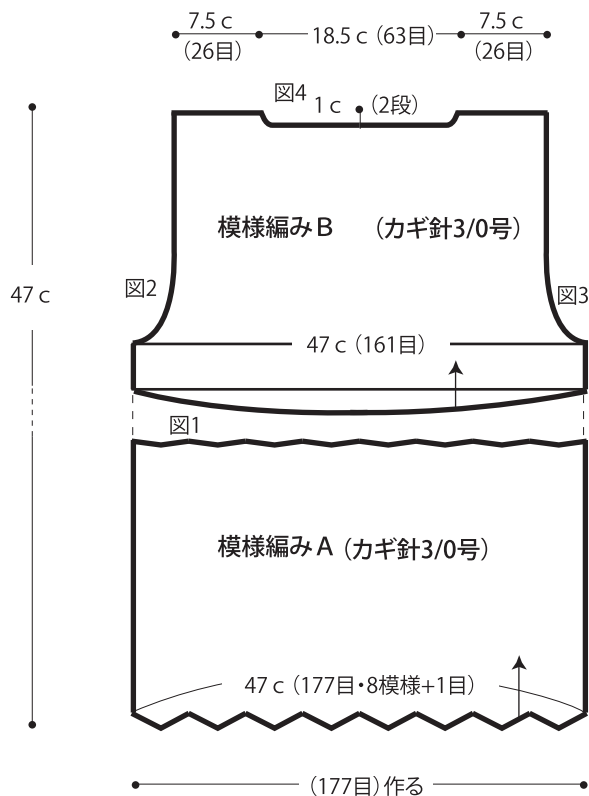 7.5 c
(26目)
18.5 c (63目)
7.5 c
(26目)
図4
1 c (2段)
模様編みB (カギ針3/0号)
47 c
図2
図3
47 c (161目)
図1
模様編みA (カギ針3/0号)
47 c (177目・8模様+1目)
(177目)作る